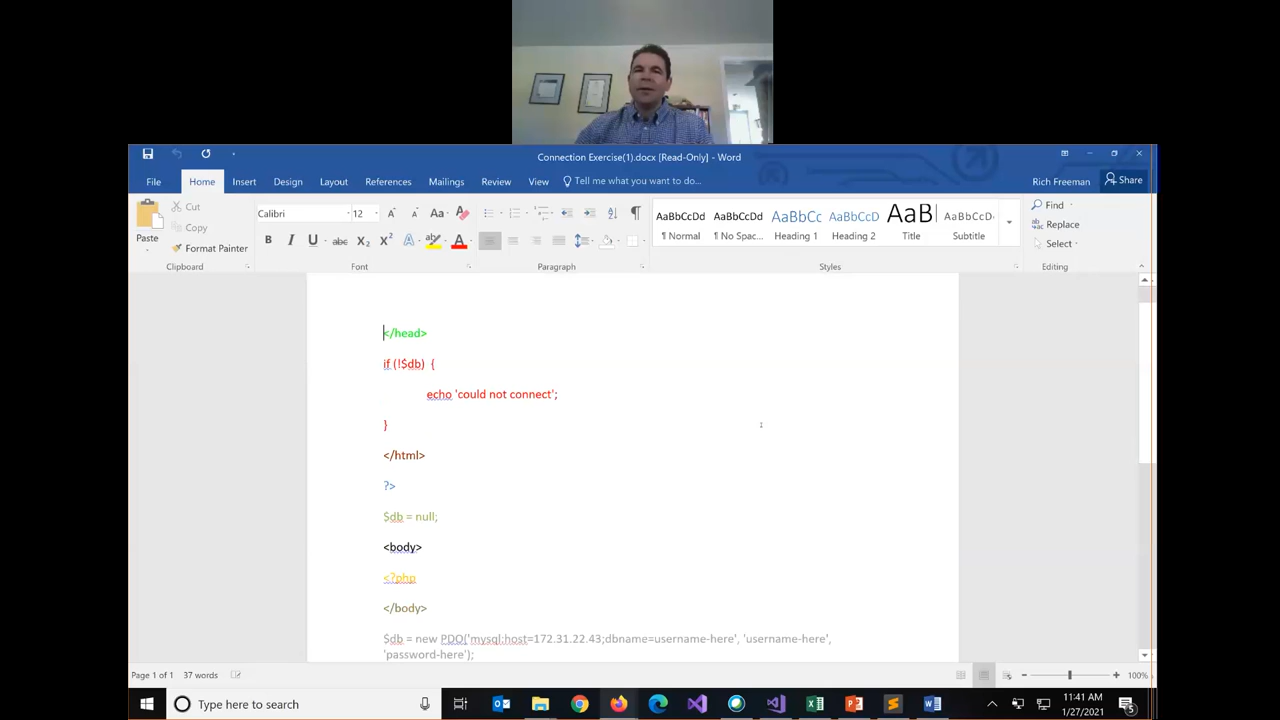 Connection Exercise(1).docx [Read-Only] - Word
File Home Insert Design Layout References Mailings Review View Tell me what you want to do... Rich Freeman Share
Paste
Cut
Copy
Format Painter
Clipboard
Calibri 12
Font
Paragraph
AaBbCcDd AaBbCcDd AaBbCc AaBbCcD AaB AaBbCcD
¶ Normal ¶ No Spac... Heading 1 Heading 2 Title Subtitle
Styles
Find
Replace
Select
Editing
</head>
if (!$db) {
echo 'could not connect';
}
</html>
?>
$db = null;
<body>
<?php
</body>
$db = new PDO('mysql:host=172.31.22.43;dbname=username-here', 'username-here',
'password-here');
Page 1 of 1 37 words 100%
Type here to search
11:41 AM
1/27/2021
5